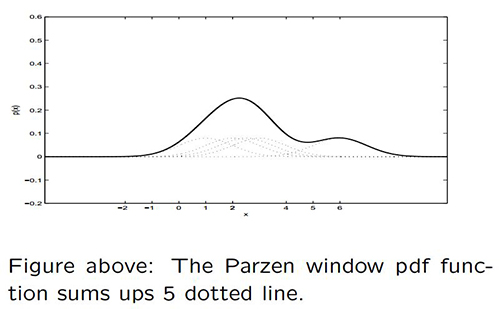 0.6
0.5
0.4
0.3
0.2
0.1
0
−0.1
−0.2
p(x)
−2 −1 0 1 2 4 5 6
x
Figure above: The Parzen window pdf func-
tion sums ups 5 dotted line.